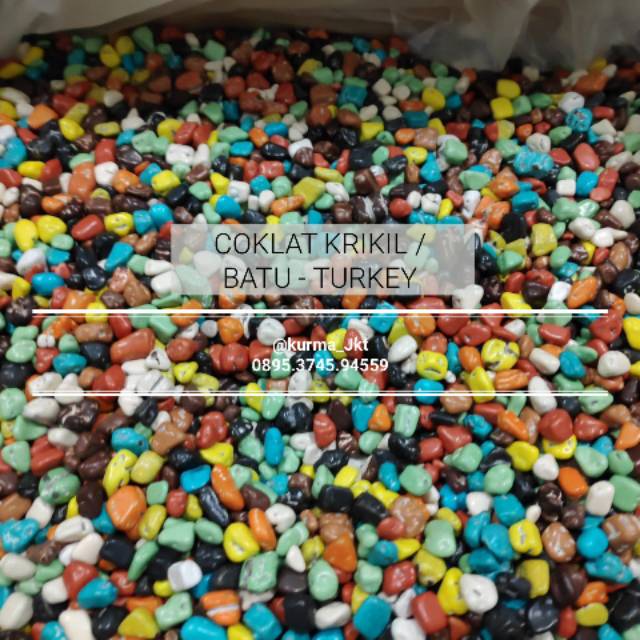 COKLAT KRIKIL /
BATU - TURKEY
@kurma_Jkt
0895.3745.94559